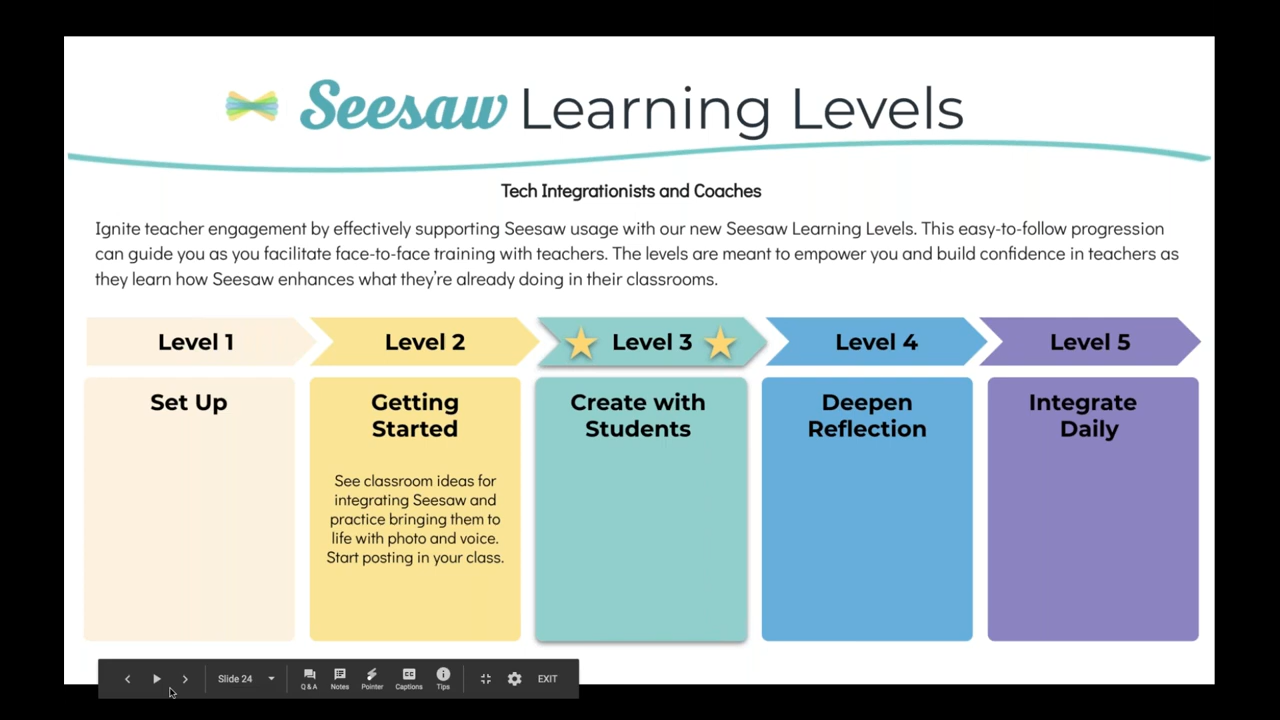 Seesaw Learning Levels
Tech Integrationists and Coaches
Ignite teacher engagement by effectively supporting Seesaw usage with our new Seesaw Learning Levels. This easy-to-follow progression
can guide you as you facilitate face-to-face training with teachers. The levels are meant to empower you and build confidence in teachers as
they learn how Seesaw enhances what they're already doing in their classrooms.
Level 1
Level 2
Level 3
Level 4
Level 5
Set Up
Getting
Started
See classroom ideas for
integrating Seesaw and
practice bringing them to
life with photo and voice.
Start posting in your class.
Create with
Students
Deepen
Reflection
Integrate
Daily
Slide 24
Q & A
Notes
Pointer
CC
Captions
Tips
EXIT